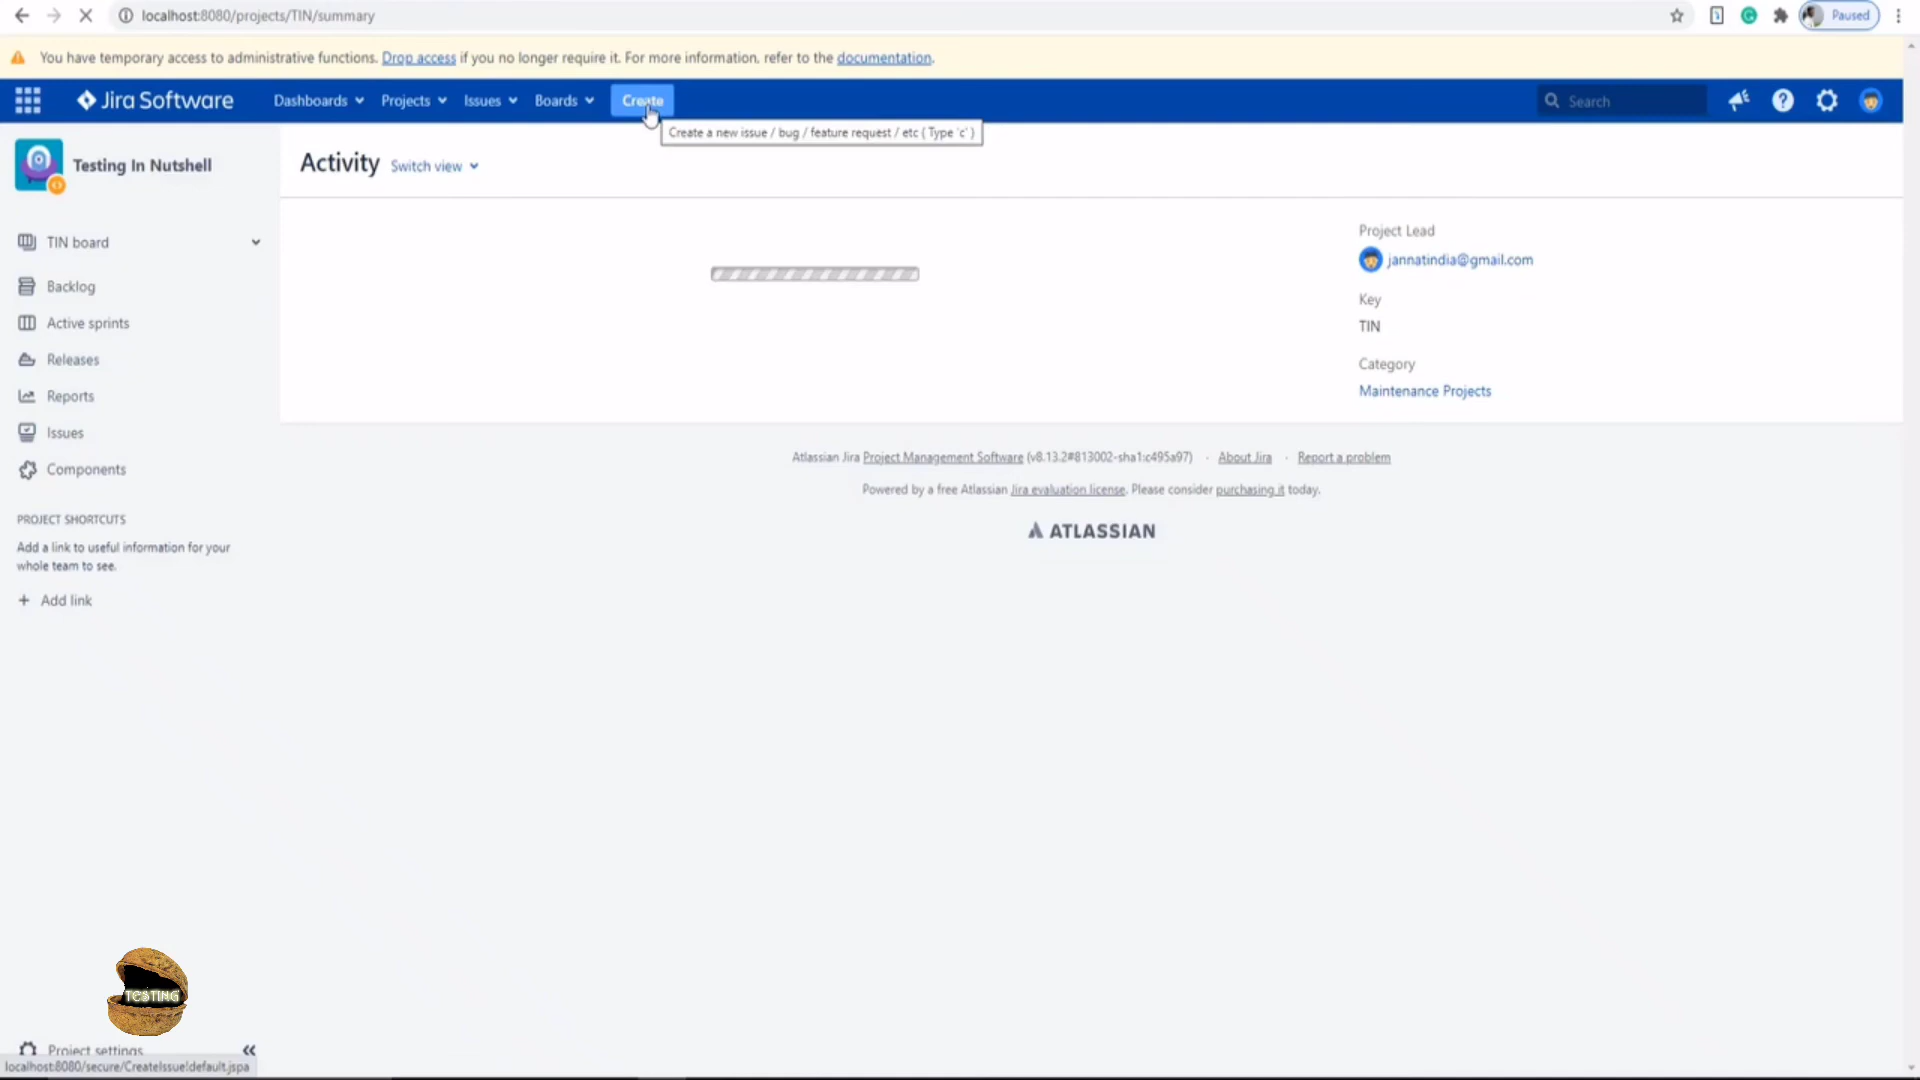 localhost:8080/projects/TIN/summary
Paused
You have temporary access to administrative functions. Drop access if you no longer require it. For more information, refer to the documentation.
Jira Software
Dashboards
Projects
Issues
Boards
Create
Search
Create a new issue / bug / feature request / etc ( Type 'c' )
Testing In Nutshell
Activity
Switch view
TIN board
Backlog
Active sprints
Releases
Reports
Issues
Components
PROJECT SHORTCUTS
Add a link to useful information for your
whole team to see.
+ Add link
Project Lead
jannatindia@gmail.com
Key
TIN
Category
Maintenance Projects
Atlassian Jira Project Management Software (v8.13.2#813002-sha1:c495a97) · About Jira · Report a problem
Powered by a free Atlassian Jira evaluation license. Please consider purchasing it today.
ATLASSIAN
TESTING
Project settings
localhost:8080/secure/CreateIssue!default.jspa